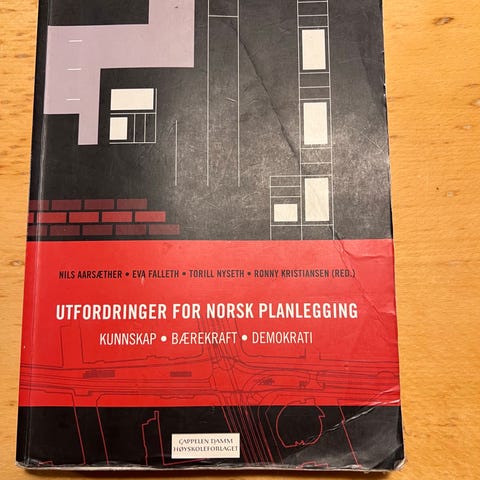 NILS AARSÆTHER • EVA FALLETH • TORILL NYSETH • RONNY KRISTIANSEN (RED.)
UTFORDRINGER FOR NORSK PLANLEGGING
KUNNSKAP • BÆREKRAFT • DEMOKRATI
CAPPELEN DAMM
HØYSKOLEFORLAGET